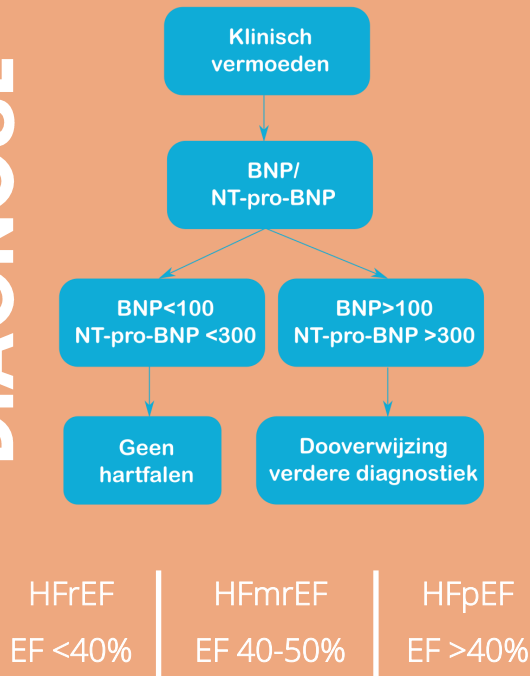 DIAGNOSE
Klinisch
vermoeden
BNP/
NT-pro-BNP
BNP<100
NT-pro-BNP <300
BNP>100
NT-pro-BNP >300
Geen
hartfalen
Dooverwijzing
verdere diagnostiek
HFrEF
EF <40%
HFmrEF
EF 40-50%
HFpEF
EF >40%